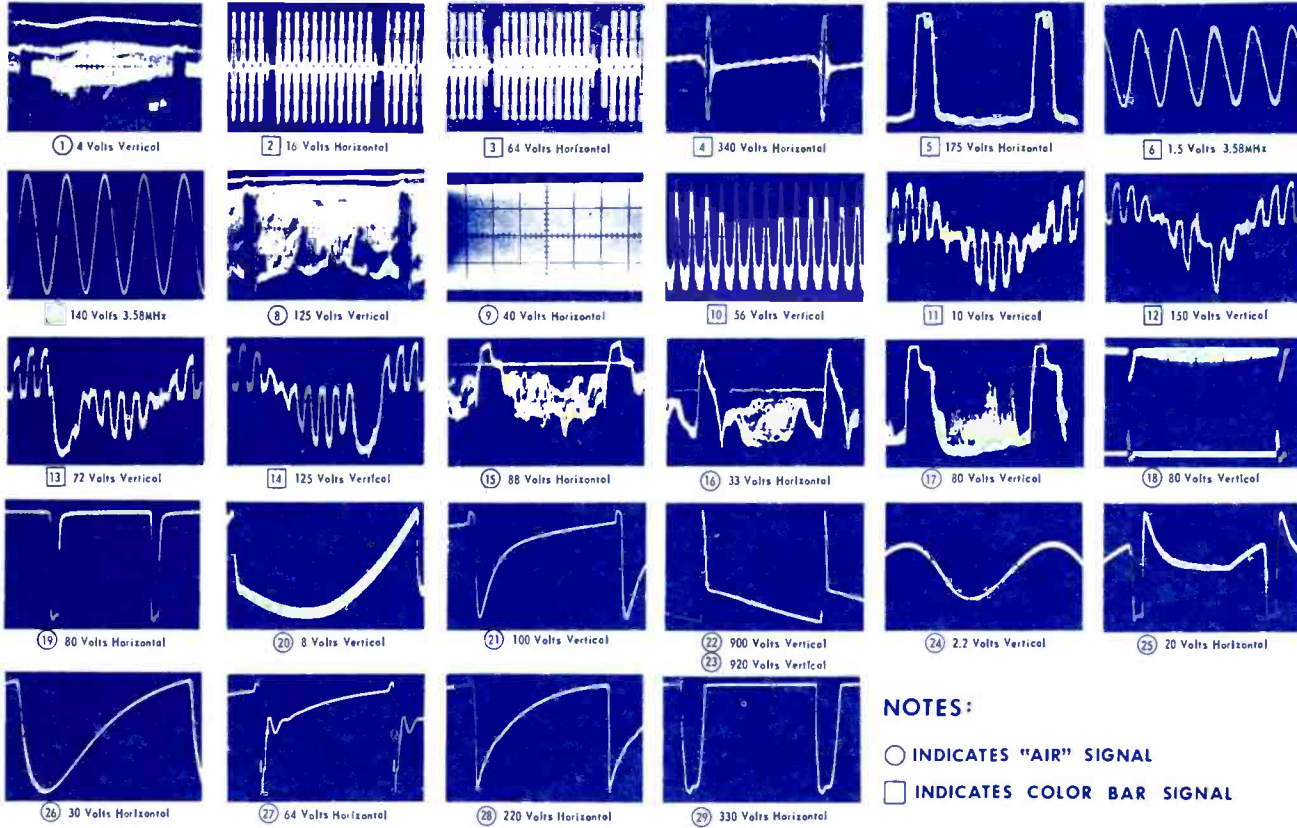 1 4 Volts Vertical
2 16 Volts Horizontal
3 64 Volts Horizontal
4 340 Volts Horizontal
5 175 Volts Horizontal
6 1.5 Volts 3.58MHz
140 Volts 3.58MHz
8 125 Volts Vertical
9 40 Volts Horizontal
10 56 Volts Vertical
11 10 Volts Vertical
12 150 Volts Vertical
13 72 Volts Vertical
14 125 Volts Vertical
15 88 Volts Horizontal
16 33 Volts Horizontal
17 80 Volts Vertical
18 80 Volts Vertical
19 80 Volts Horizontal
20 8 Volts Vertical
21 100 Volts Vertical
22 900 Volts Vertical
23 920 Volts Vertical
24 2.2 Volts Vertical
25 20 Volts Horizontal
26 30 Volts Horizontal
27 64 Volts Horizontal
28 220 Volts Horizontal
29 330 Volts Horizontal
NOTES:
INDICATES "AIR" SIGNAL
INDICATES COLOR BAR SIGNAL